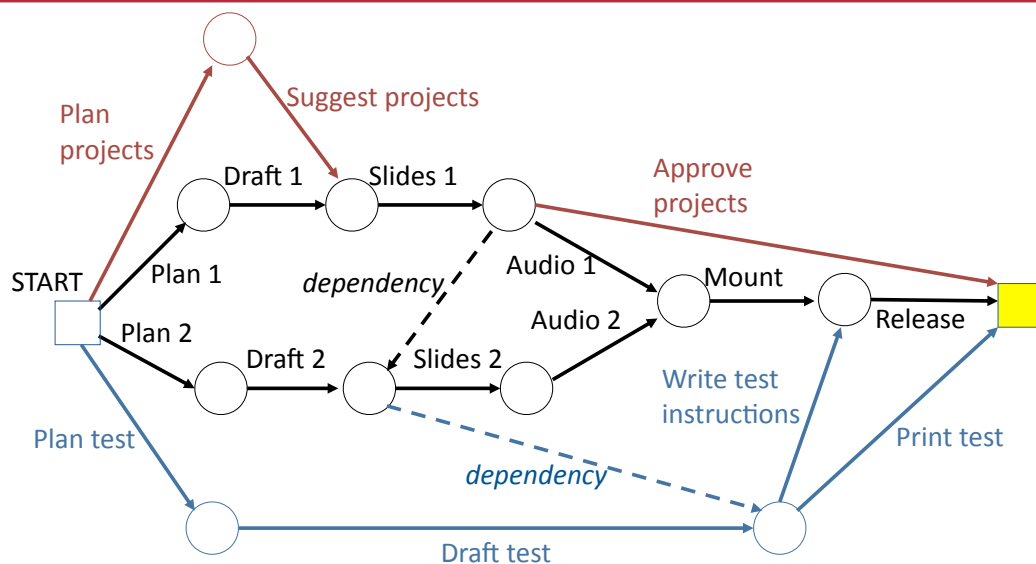 Plan
projects
Suggest projects
Draft 1
Slides 1
Approve
projects
START
Plan 1
dependency
Audio 1
Mount
Plan 2
Audio 2
Release
Draft 2
Slides 2
Write test
instructions
Plan test
Print test
dependency
Draft test